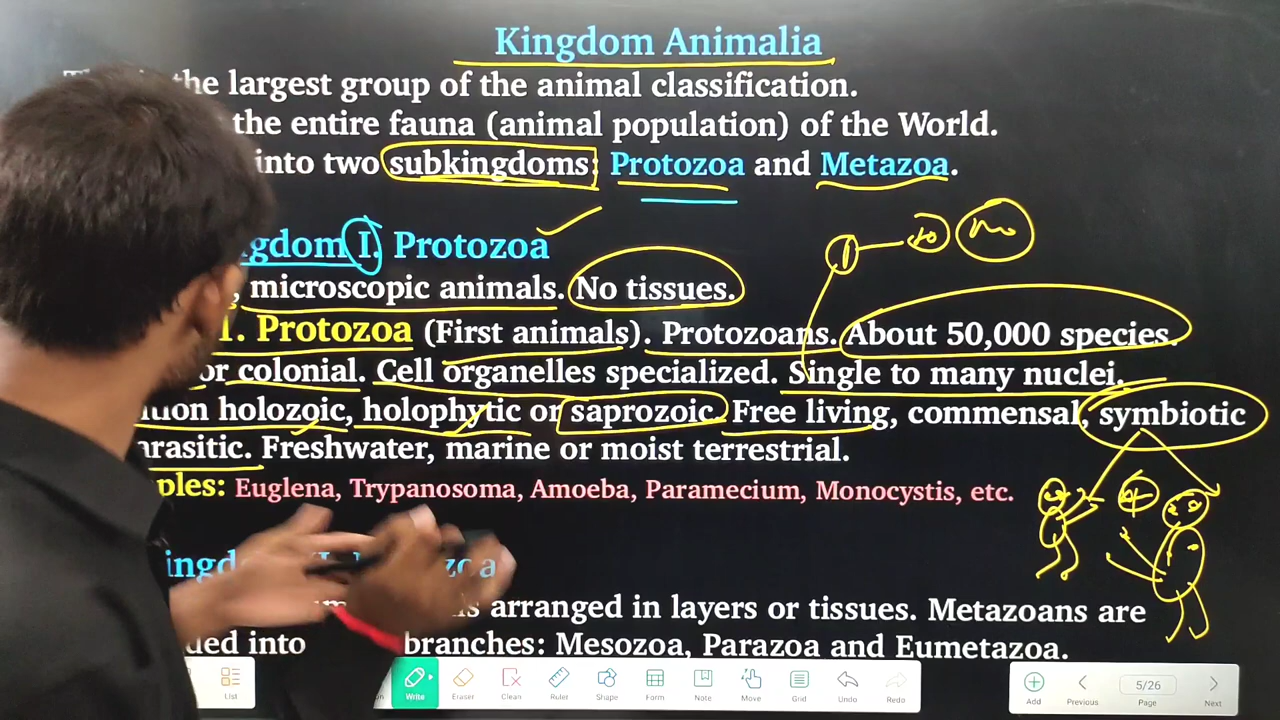 Kingdom Animalia
the largest group of the animal classification.
the entire fauna (animal population) of the World.
into two subkingdoms: Protozoa and Metazoa.
I. Protozoa
microscopic animals. No tissues.
1. Protozoa (First animals). Protozoans. About 50,000 species.
or colonial. Cell organelles specialized. Single to many nuclei.
holozoic, holophytic or saprozoic. Free living, commensal, symbiotic
Freshwater, marine or moist terrestrial.
Euglena, Trypanosoma, Amoeba, Paramecium, Monocystis, etc.
arranged in layers or tissues. Metazoans are
into branches: Mesozoa, Parazoa and Eumetazoa.
List Write Eraser Clean Ruler Shape Form Note Move Grid Undo Redo
Add Previous 5/26 Page Next